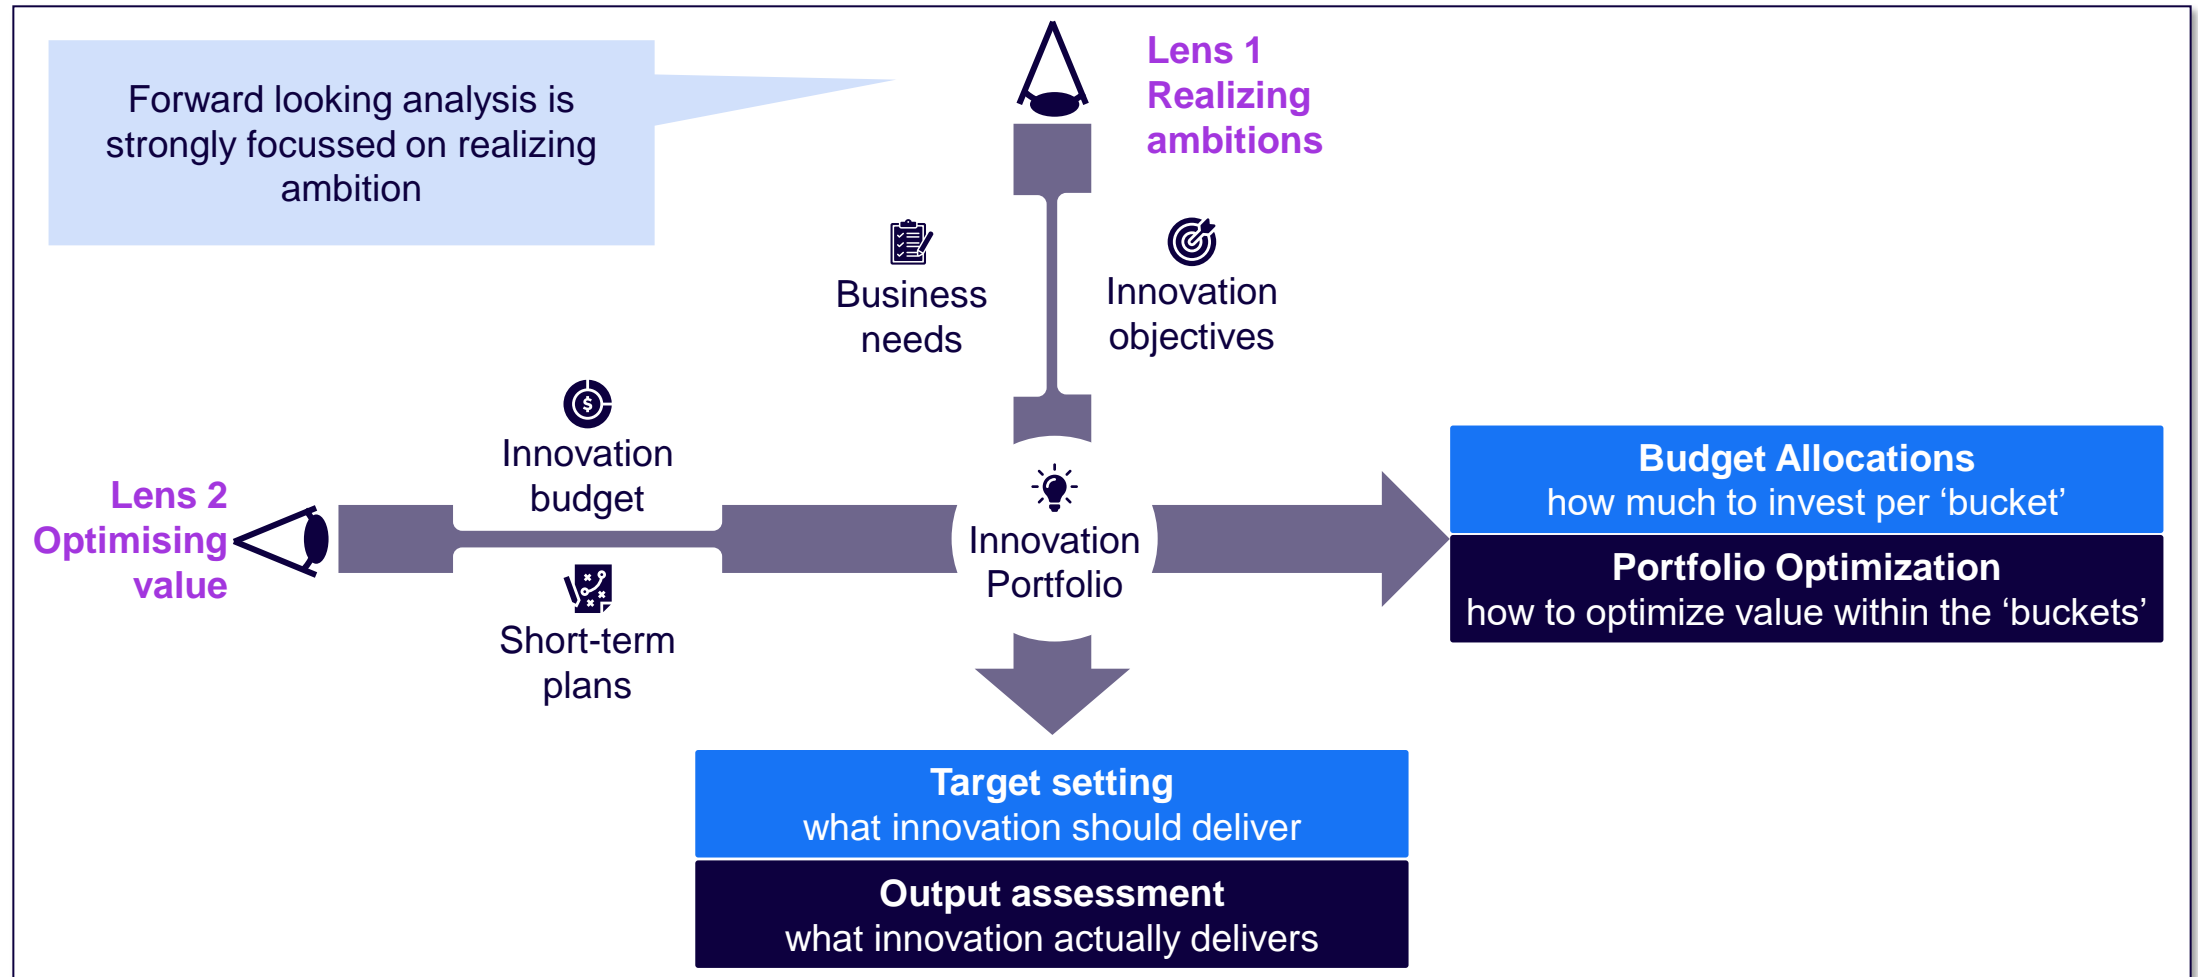 Forward looking analysis is
strongly focussed on realizing
ambition
Lens 1
Realizing
ambitions
Business
needs
Innovation
objectives
Innovation
budget
Lens 2
Optimising
value
Short-term
plans
Innovation
Portfolio
Budget Allocations
how much to invest per ‘bucket’
Portfolio Optimization
how to optimize value within the ‘buckets’
Target setting
what innovation should deliver
Output assessment
what innovation actually delivers